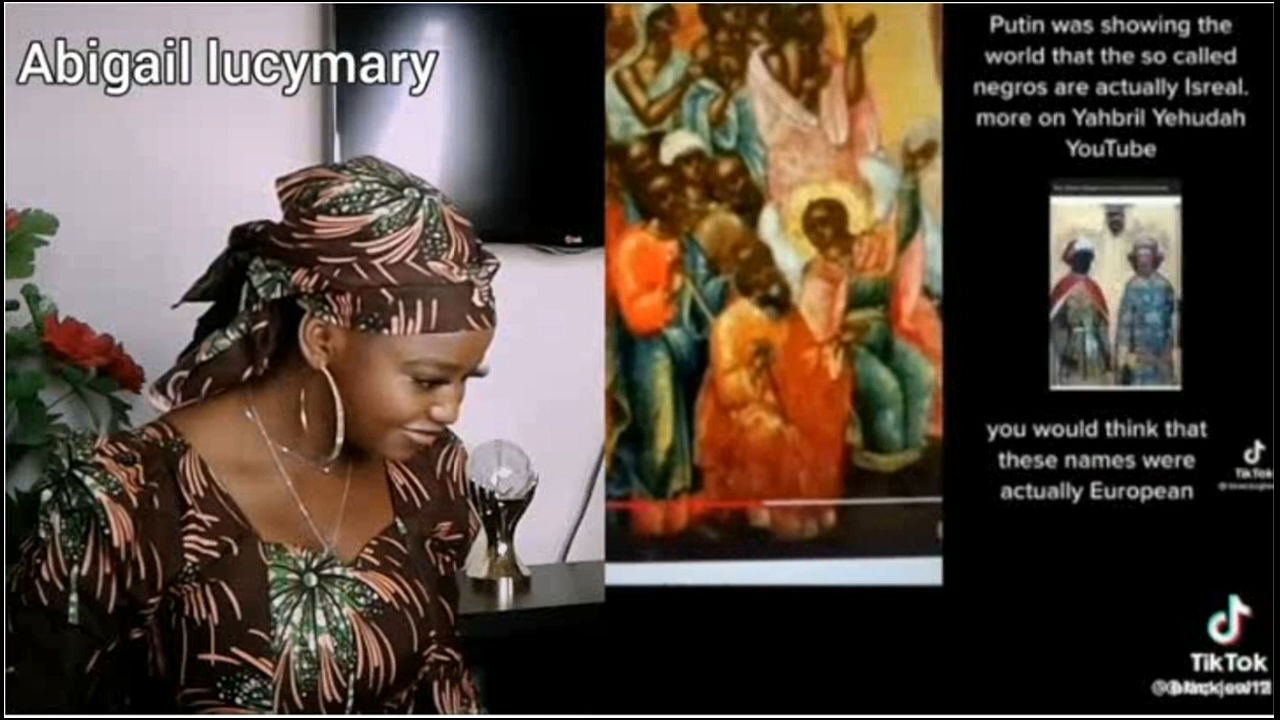 Abigail lucymary
Putin was showing the
world that the so called
negros are actually Isreal.
more on Yahbril Yehudah
YouTube
you would think that
these names were
actually European
TikTok
TikTok